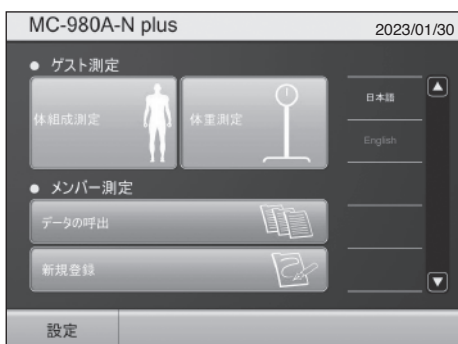 MC-980A-N plus 2023/01/30
● ゲスト測定
体組成測定 体重測定
日本語
English
● メンバー測定
データの呼出
新規登録
設定